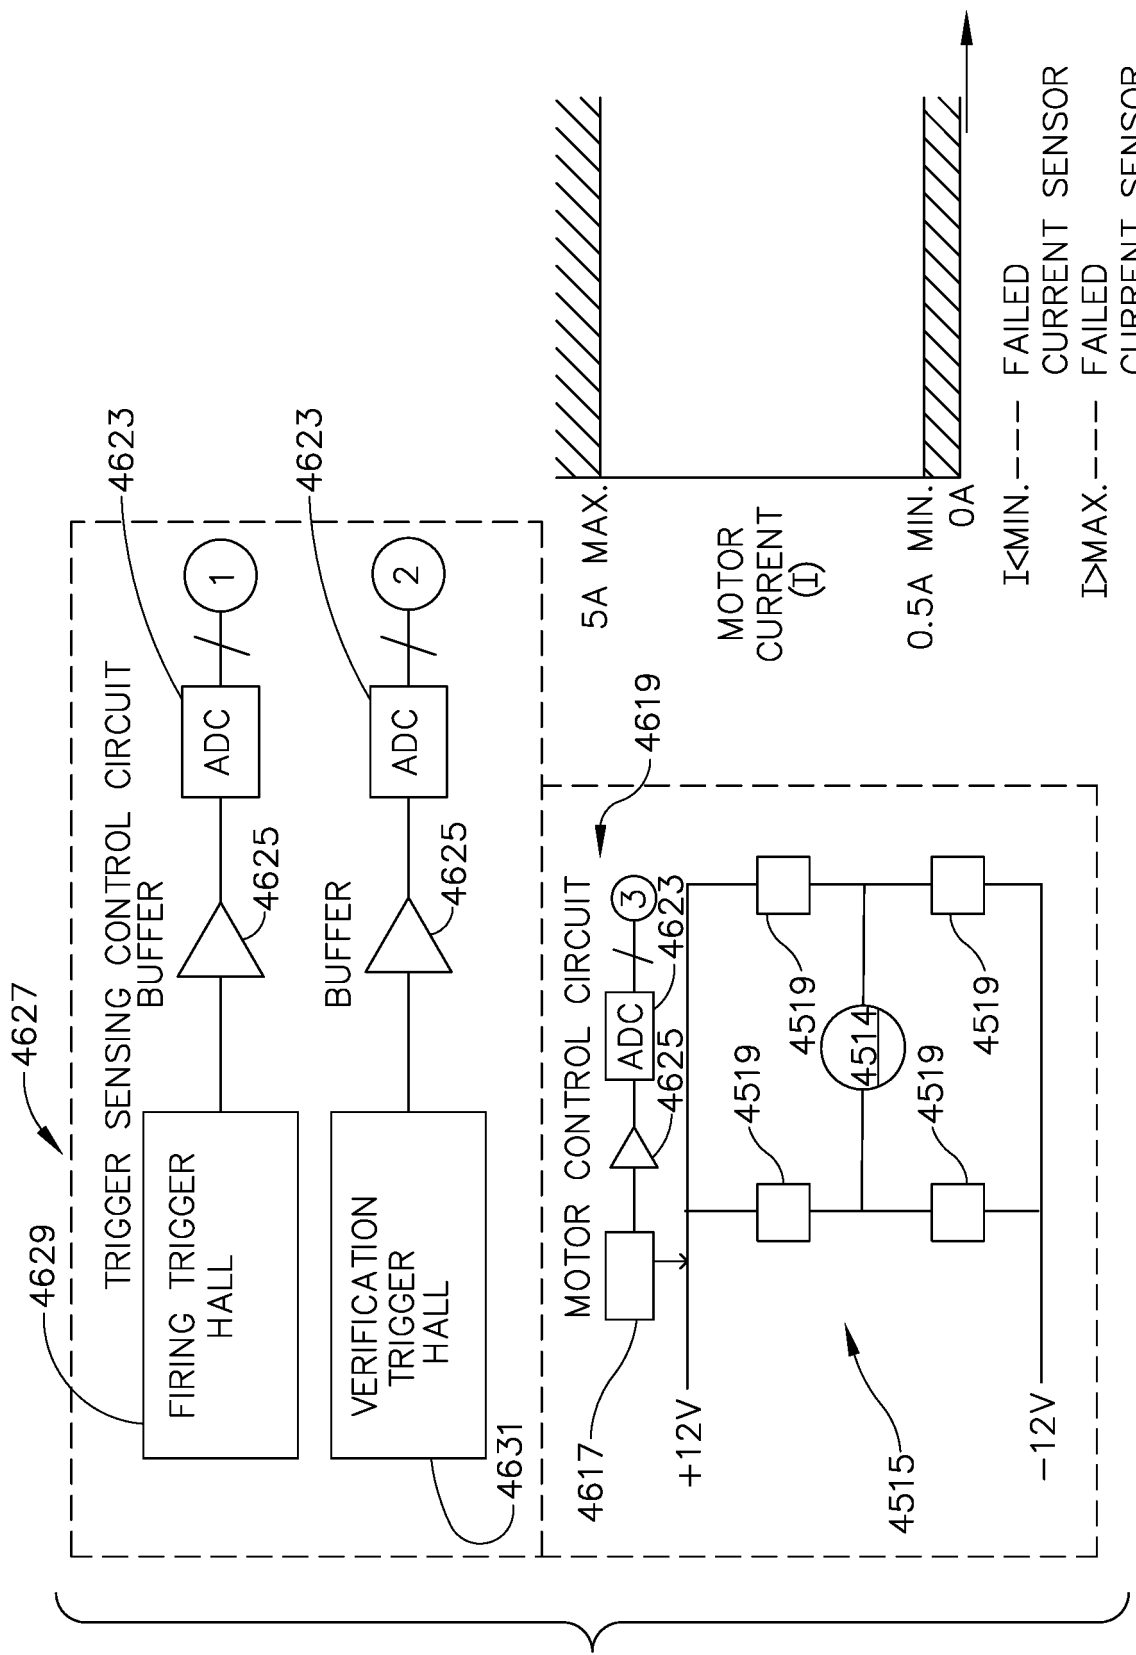 4627
TRIGGER SENSING CONTROL CIRCUIT
4629
FIRING TRIGGER
HALL
BUFFER
4625
ADC
4623
1
VERIFICATION
TRIGGER
HALL
4631
BUFFER
4625
ADC
4623
2
MOTOR CONTROL CIRCUIT
4619
4617
4625
ADC
4623
3
+12V
4519
4519
4514
4519
4519
-12V
4515
5A MAX.
MOTOR
CURRENT
(I)
0.5A MIN.
0A
I<MIN.---- FAILED
CURRENT SENSOR
I>MAX.---- FAILED
CURRENT SENSOR